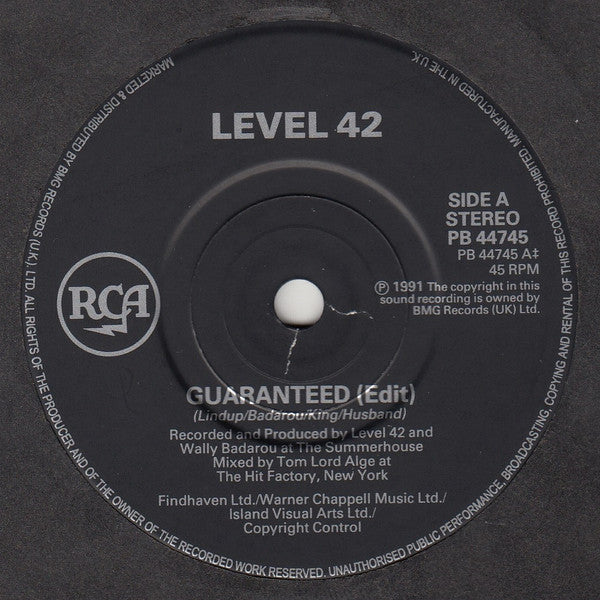 LEVEL 42
RCA
SIDE A
STEREO
PB 44745
PB 44745 A‡
45 RPM
Ⓟ 1991 The copyright in this
sound recording is owned by
BMG Records (UK) Ltd.
GUARANTEED (Edit)
(Lindup/Badarou/King/Husband)
Recorded and Produced by Level 42 and
Wally Badarou at The Summerhouse
Mixed by Tom Lord Alge at
The Hit Factory, New York
Findhaven Ltd./Warner Chappell Music Ltd./
Island Visual Arts Ltd./
Copyright Control
MARKETED & DISTRIBUTED BY BMG RECORDS (U.K.) LTD. ALL RIGHTS OF THE PRODUCER AND OF THE OWNER OF THE RECORDED WORK RESERVED. UNAUTHORISED PUBLIC PERFORMANCE, BROADCASTING, COPYING AND RENTAL OF THIS RECORD PROHIBITED. MANUFACTURED IN THE U.K.